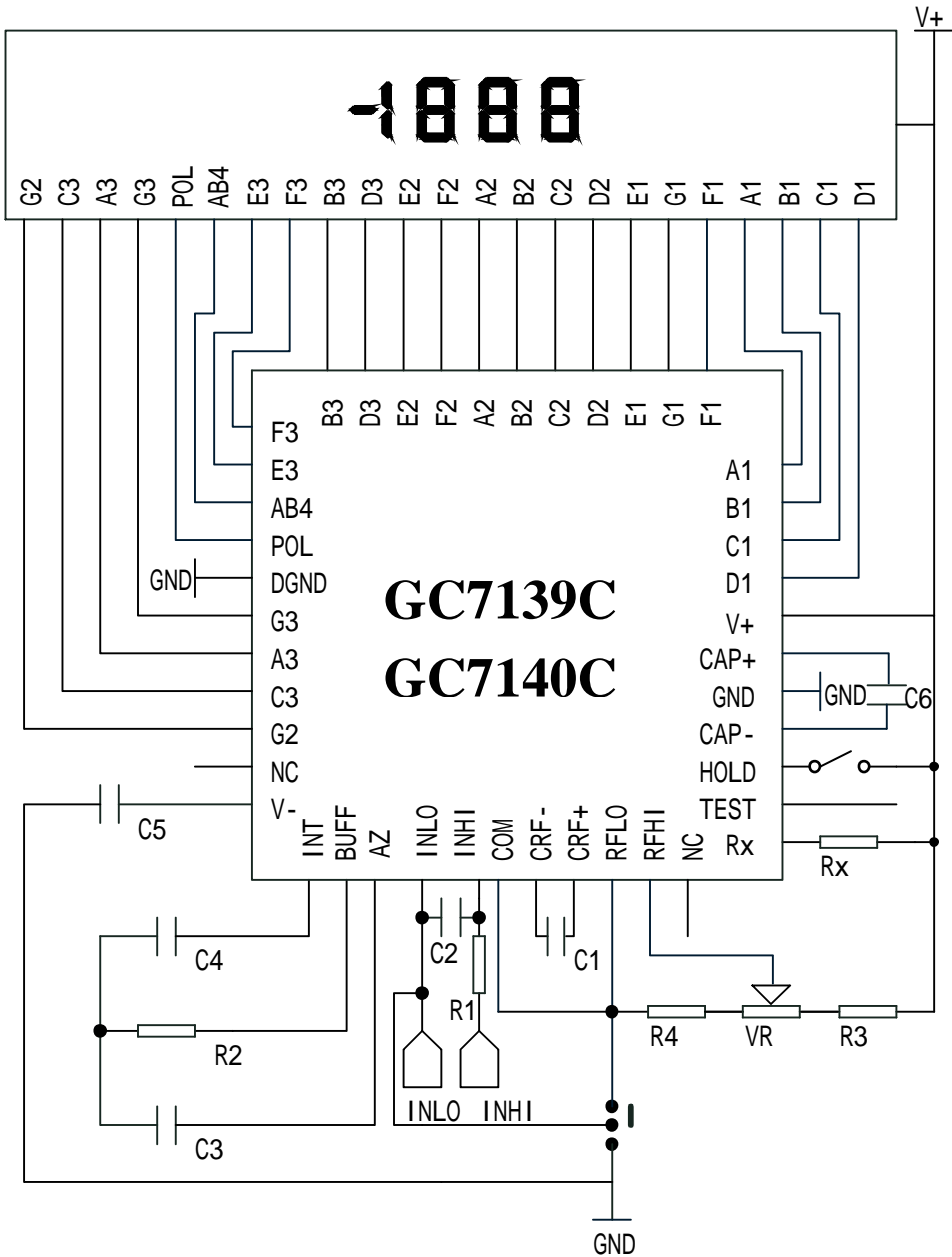 V+
-1888
G2 C3 A3 G3 POL AB4 E3 F3 B3 D3 E2 F2 A2 B2 C2 D2 E1 G1 F1 A1 B1 C1 D1
B3 D3 E2 F2 A2 B2 C2 D2 E1 G1 F1
F3
E3
AB4
POL
GND DGND
G3
A3
C3
G2
NC
V-
GC7139C
GC7140C
A1
B1
C1
D1
V+
CAP+
GND GND C6
CAP-
HOLD
TEST
Rx Rx
INT BUFF AZ INLO INHI COM CRF- CRF+ RFLO RFHI NC
C5
C4 C2 C1
R1
R2 R4 VR R3
INLO INHI
C3
GND